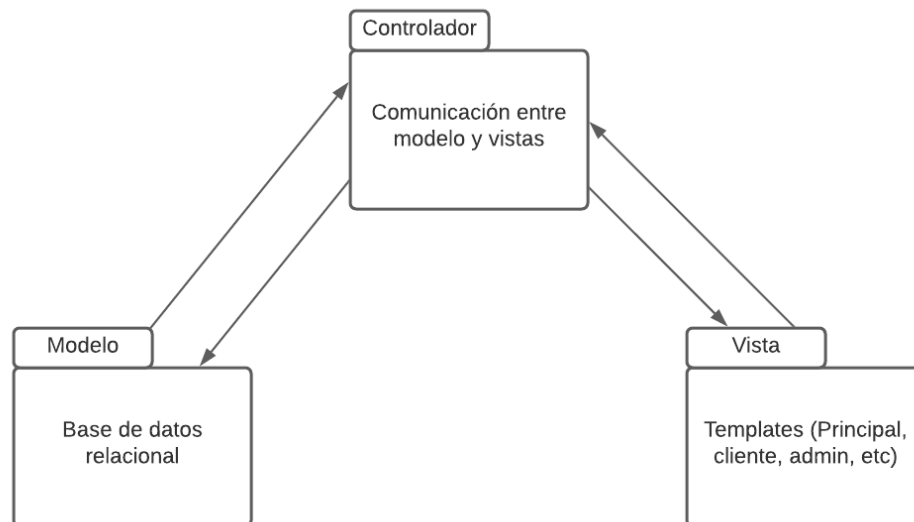 Controlador
Comunicación entre
modelo y vistas
Modelo
Base de datos
relacional
Vista
Templates (Principal,
cliente, admin, etc)